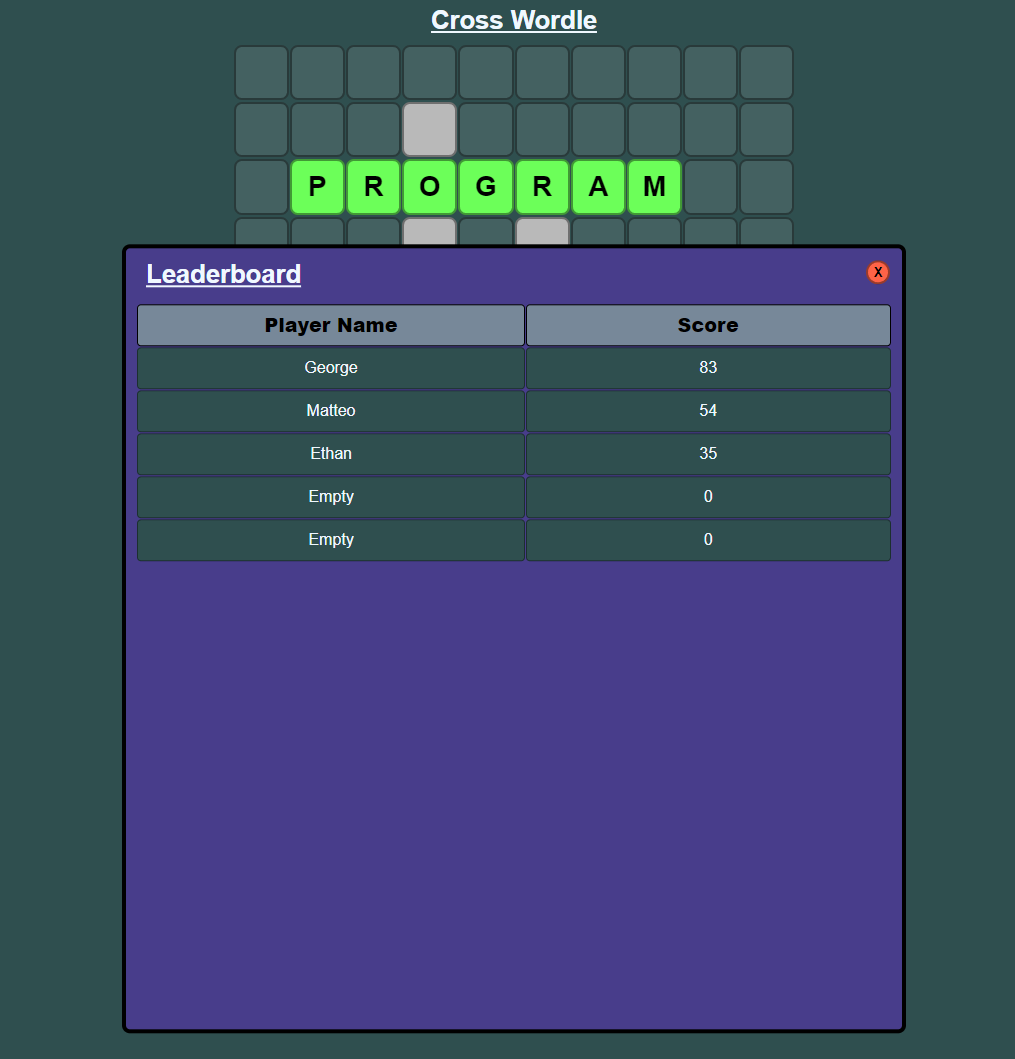 Cross Wordle
P R O G R A M
Leaderboard X
Player Name Score
George 83
Matteo 54
Ethan 35
Empty 0
Empty 0